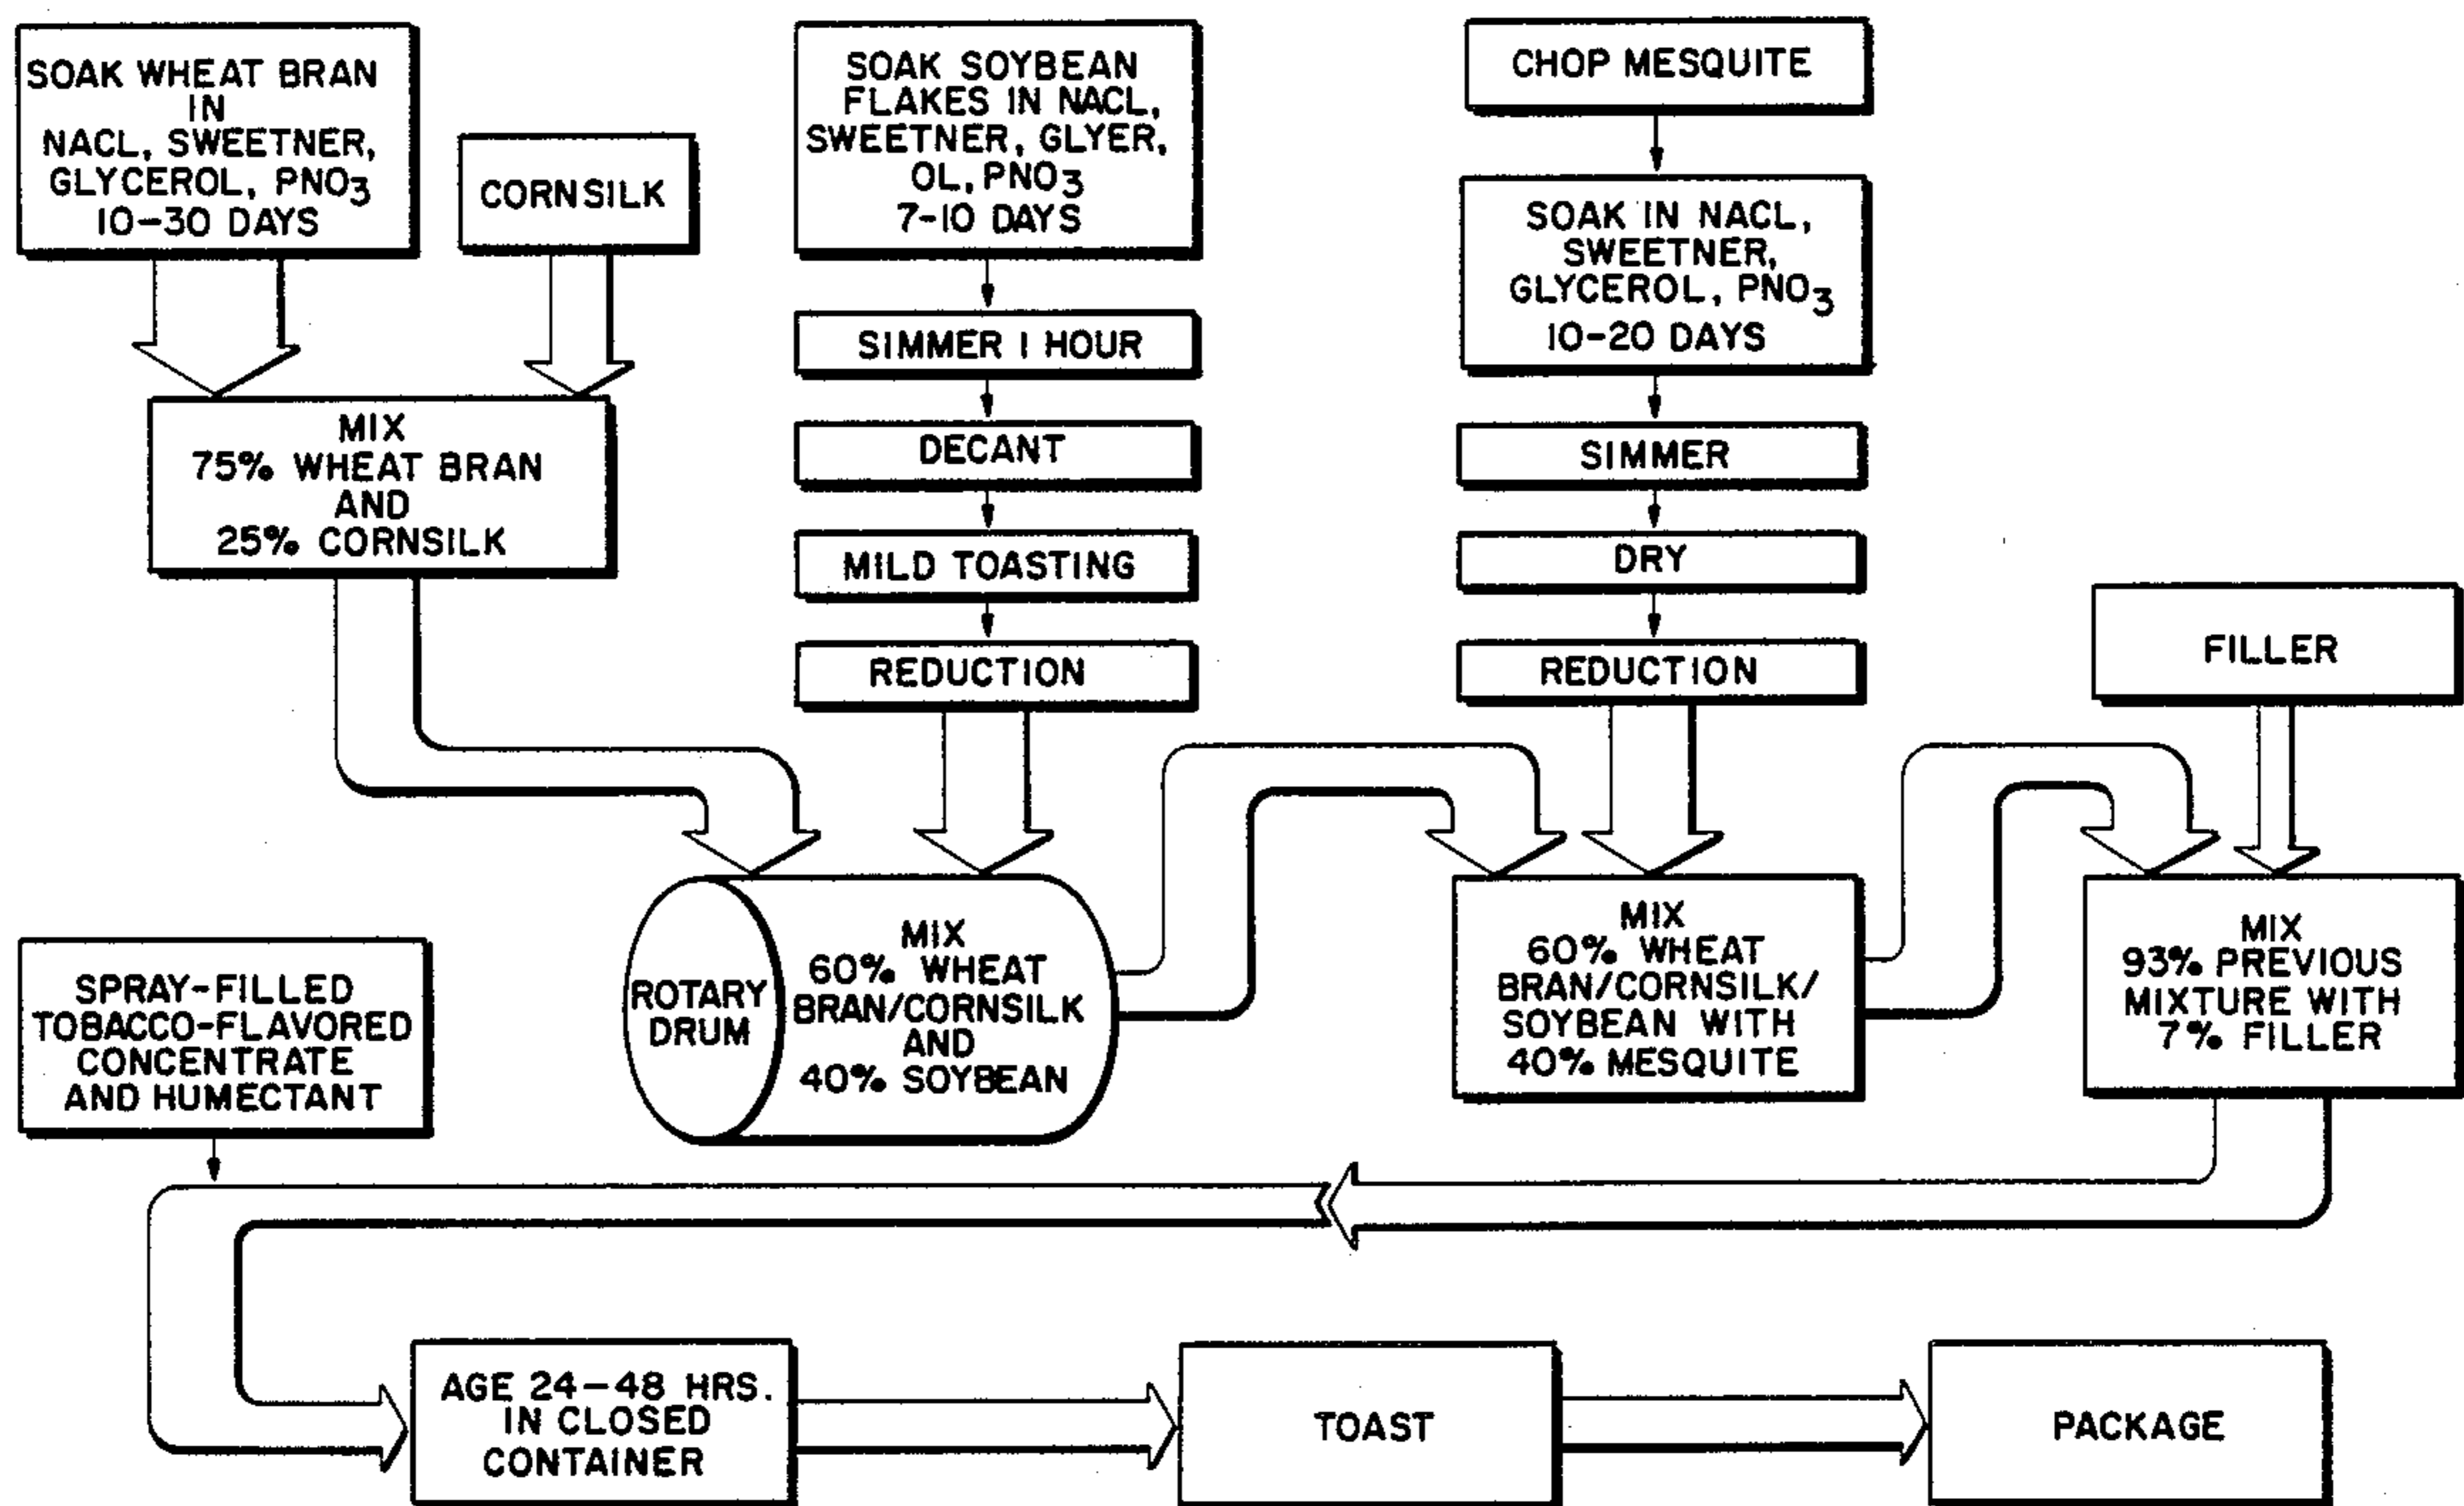 SOAK WHEAT BRAN
IN
NACL, SWEETNER,
GLYCEROL, PNO3
10-30 DAYS
CORNSILK
SOAK SOYBEAN
FLAKES IN NACL,
SWEETNER, GLYER,
OL, PNO3
7-10 DAYS
CHOP MESQUITE
SOAK IN NACL,
SWEETNER,
GLYCEROL, PNO3
10-20 DAYS
SIMMER 1 HOUR
MIX
75% WHEAT BRAN
AND
25% CORNSILK
DECANT
SIMMER
MILD TOASTING
DRY
REDUCTION
REDUCTION
FILLER
ROTARY
DRUM
MIX
60% WHEAT
BRAN/CORNSILK
AND
40% SOYBEAN
MIX
60% WHEAT
BRAN/CORNSILK/
SOYBEAN WITH
40% MESQUITE
MIX
93% PREVIOUS
MIXTURE WITH
7% FILLER
SPRAY-FILLED
TOBACCO-FLAVORED
CONCENTRATE
AND HUMECTANT
AGE 24-48 HRS.
IN CLOSED
CONTAINER
TOAST
PACKAGE